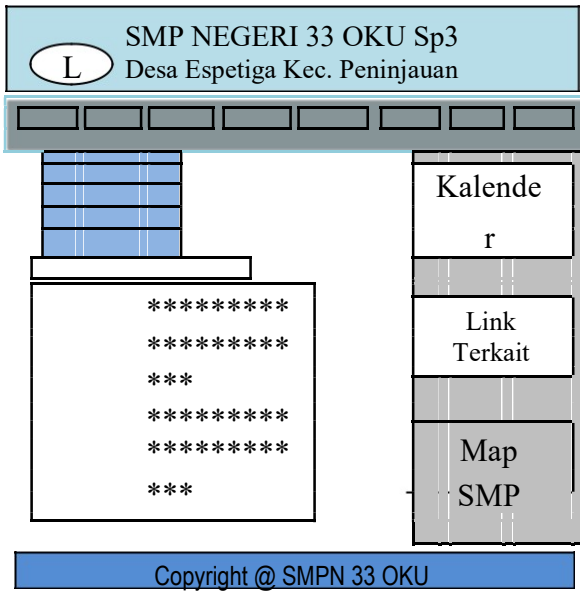 SMP NEGERI 33 OKU Sp3
L
Desa Espetiga Kec. Peninjauan
Kalende
r
*********
*********
***
*********
*********
***
Link
Terkait
Map
SMP
Copyright @ SMPN 33 OKU